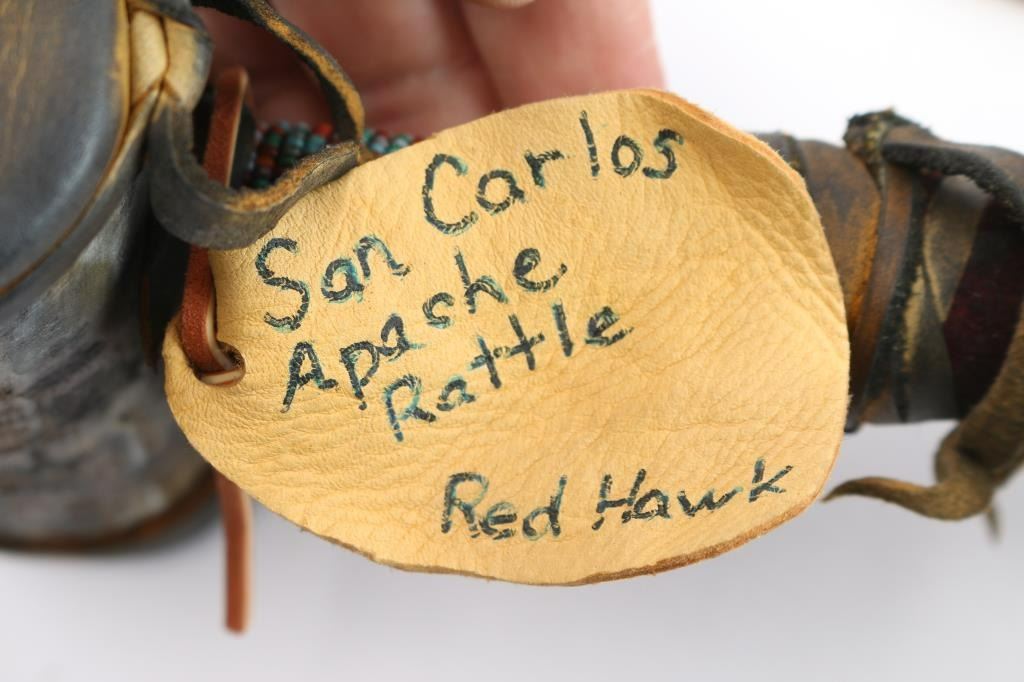 San Carlos
Apache
Rattle
Red Hawk